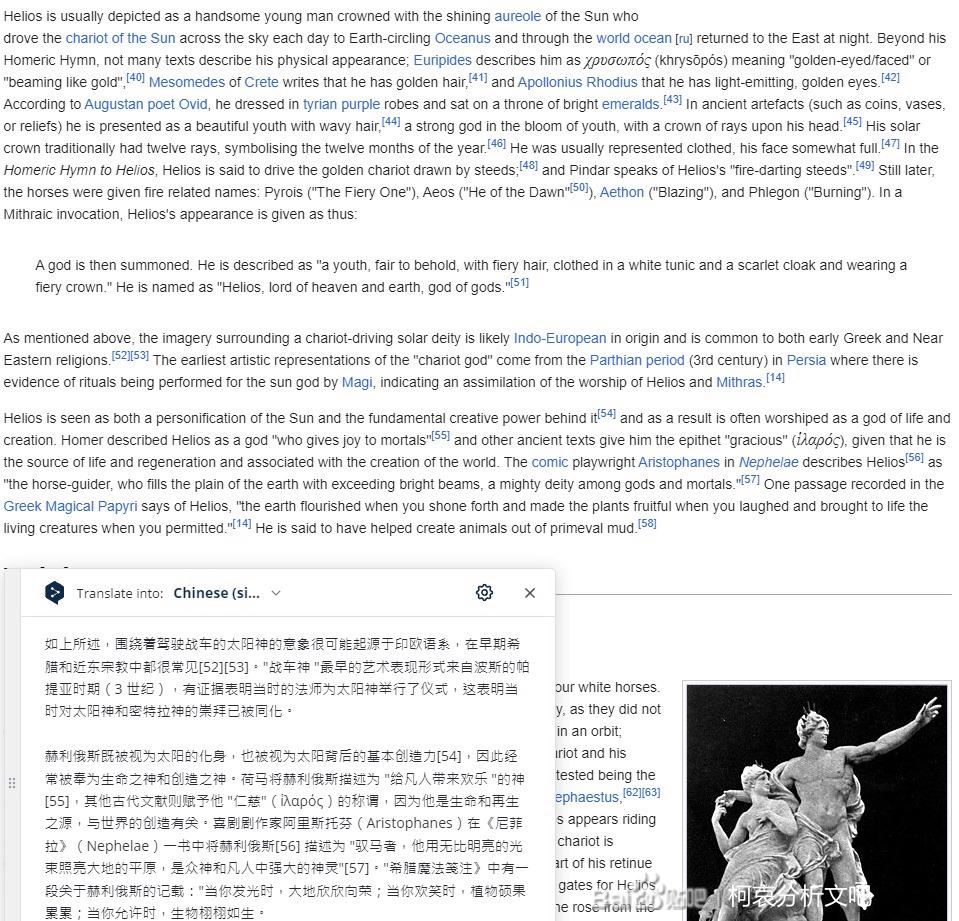 Helios is usually depicted as a handsome young man crowned with the shining aureole of the Sun who
drove the chariot of the Sun across the sky each day to Earth-circling Oceanus and through the world ocean [ru] returned to the East at night. Beyond his
Homeric Hymn, not many texts describe his physical appearance; Euripides describes him as χρυσωπός (khrysōpós) meaning "golden-eyed/faced" or
"beaming like gold",[40] Mesomedes of Crete writes that he has golden hair,[41] and Apollonius Rhodius that he has light-emitting, golden eyes.[42]
According to Augustan poet Ovid, he dressed in tyrian purple robes and sat on a throne of bright emeralds.[43] In ancient artefacts (such as coins, vases,
or reliefs) he is presented as a beautiful youth with wavy hair,[44] a strong god in the bloom of youth, with a crown of rays upon his head.[45] His solar
crown traditionally had twelve rays, symbolising the twelve months of the year.[46] He was usually represented clothed, his face somewhat full.[47] In the
Homeric Hymn to Helios, Helios is said to drive the golden chariot drawn by steeds;[48] and Pindar speaks of Helios's "fire-darting steeds".[49] Still later,
the horses were given fire related names: Pyrois ("The Fiery One"), Aeos ("He of the Dawn"[50]), Aethon ("Blazing"), and Phlegon ("Burning"). In a
Mithraic invocation, Helios's appearance is given as thus:
A god is then summoned. He is described as "a youth, fair to behold, with fiery hair, clothed in a white tunic and a scarlet cloak and wearing a
fiery crown." He is named as "Helios, lord of heaven and earth, god of gods."[51]
As mentioned above, the imagery surrounding a chariot-driving solar deity is likely Indo-European in origin and is common to both early Greek and Near
Eastern religions.[52][53] The earliest artistic representations of the "chariot god" come from the Parthian period (3rd century) in Persia where there is
evidence of rituals being performed for the sun god by Magi, indicating an assimilation of the worship of Helios and Mithras.[14]
Helios is seen as both a personification of the Sun and the fundamental creative power behind it[54] and as a result is often worshiped as a god of life and
creation. Homer described Helios as a god "who gives joy to mortals"[55] and other ancient texts give him the epithet "gracious" (ἱλαρός), given that he is
the source of life and regeneration and associated with the creation of the world. The comic playwright Aristophanes in Nephelae describes Helios[56] as
"the horse-guider, who fills the plain of the earth with exceeding bright beams, a mighty deity among gods and mortals."[57] One passage recorded in the
Greek Magical Papyri says of Helios, "the earth flourished when you shone forth and made the plants fruitful when you laughed and brought to life the
living creatures when you permitted."[14] He is said to have helped create animals out of primeval mud.[58]
Translate into: Chinese (si...
如上所述，围绕着驾驶战车的太阳神的意象很可能起源于印欧语系，在早期希
腊和近东宗教中都很常见[52][53]。"战车神 "最早的艺术表现形式来自波斯的帕
提亚时期（3 世纪），有证据表明当时的法师为太阳神举行了仪式，这表明当
时对太阳神和密特拉神的崇拜已被同化。
赫利俄斯既被视为太阳的化身，也被视为太阳背后的基本创造力[54]，因此经
常被奉为生命之神和创造之神。荷马将赫利俄斯描述为 "给凡人带来欢乐 "的神
[55]，其他古代文献则赋予他 "仁慈"（ἱλαρός）的称谓，因为他是生命和再生
之源，与世界的创造有关。喜剧剧作家阿里斯托芬（Aristophanes）在《尼菲
拉》（Nephelae）一书中将赫利俄斯[56] 描述为 "驭马者，他用无比明亮的光
束照亮大地的平原，是众神和凡人中强大的神灵"[57]。"希腊魔法笺注》中有一
段关于赫利俄斯的记载："当你发光时，大地欣欣向荣；当你欢笑时，植物硕果
累累；当你允许时，生物栩栩如生。
our white horses.
y, as they did not
in an orbit;
ariot and his
tested being the
ephaestus,[62][63]
s appears riding
chariot is
art of his retinue
gates for Helios
he rose from the
Bai 贴吧 柯哀分析文吧